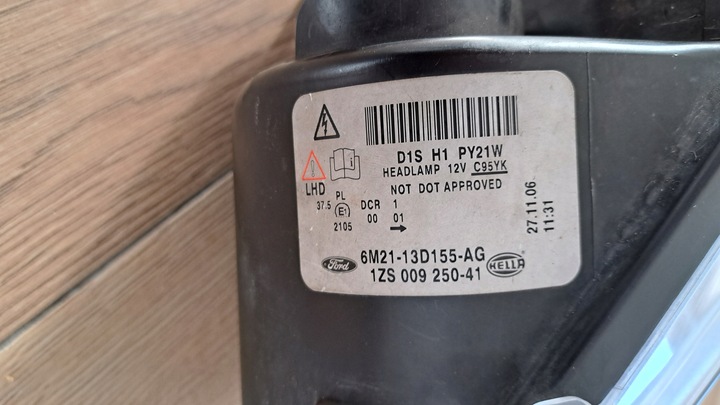 D1S H1 PY21W
HEADLAMP 12V C95YK
NOT DOT APPROVED
LHD
37.5 PL DCR 1
E1 00 01
2105
6M21-13D155-AG
Ford
1ZS 009 250-41
HELLA
27.11.06
11:31